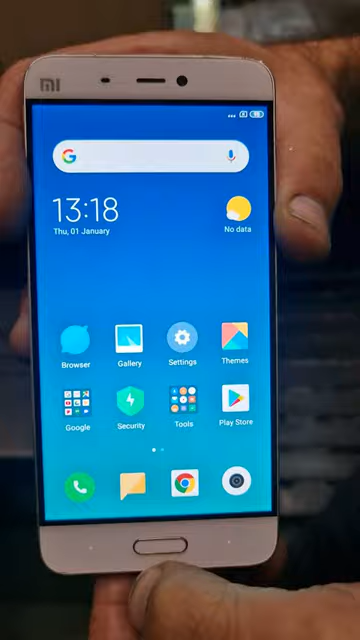 MI
13:18
Thu, 01 January
No data
Browser
Gallery
Settings
Themes
Google
Security
Tools
Play Store